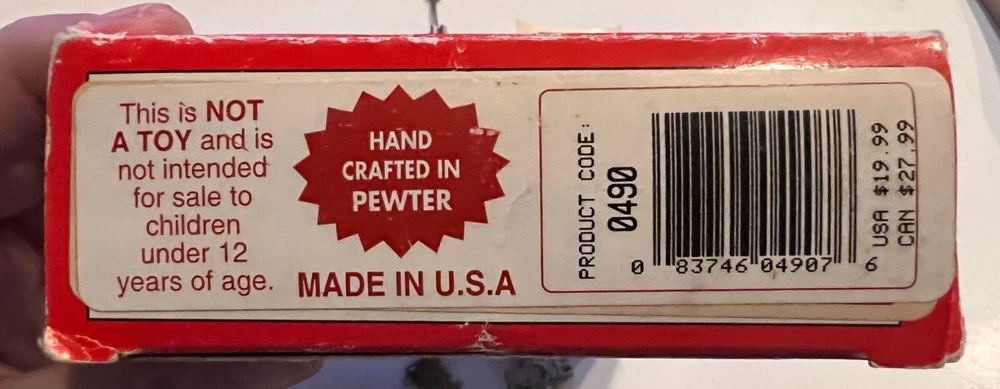 This is NOT
A TOY and is
not intended
for sale to
children
under 12
years of age.
HAND
CRAFTED IN
PEWTER
MADE IN U.S.A
PRODUCT CODE:
0490
0 83746 04907 6
USA $19.99
CAN $27.99